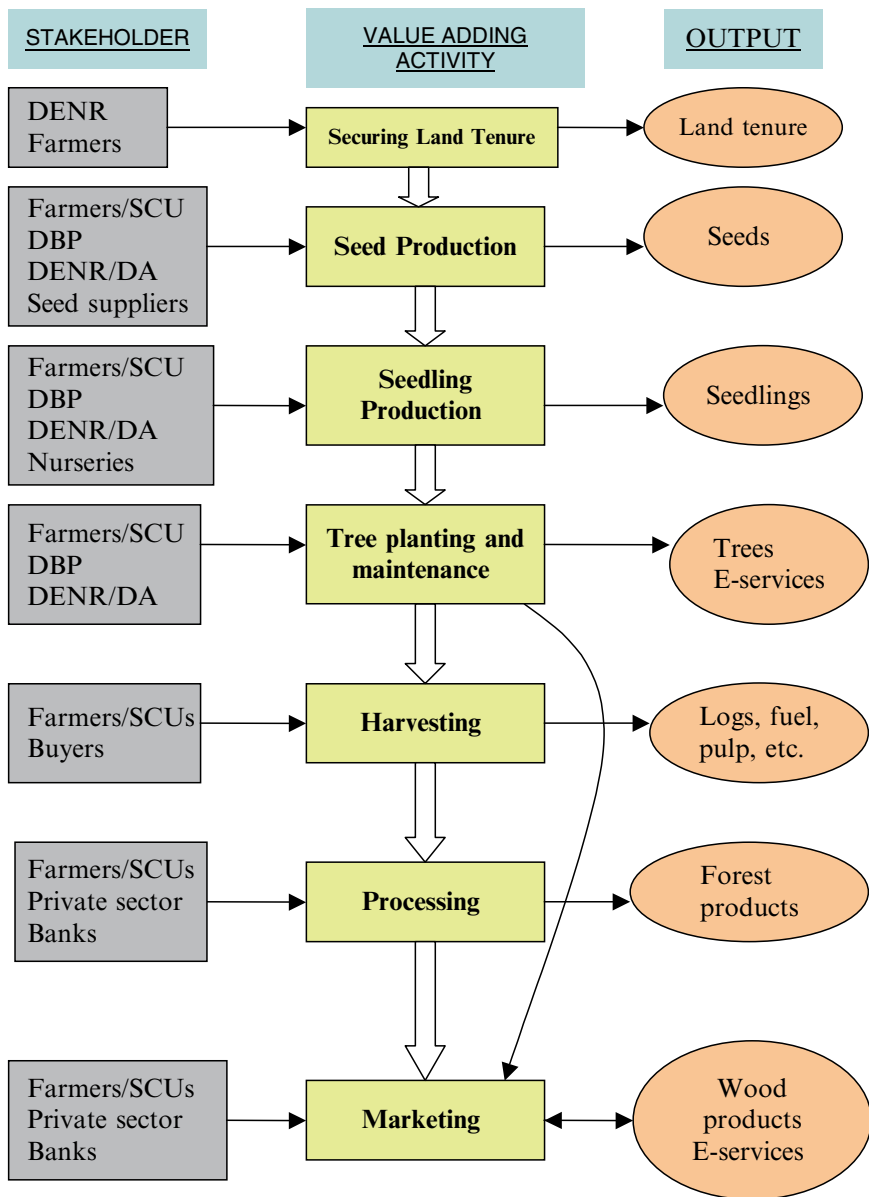 STAKEHOLDER
VALUE ADDING
ACTIVITY
OUTPUT
DENR
Farmers
Securing Land Tenure
Land tenure
Farmers/SCU
DBP
DENR/DA
Seed suppliers
Seed Production
Seeds
Farmers/SCU
DBP
DENR/DA
Nurseries
Seedling
Production
Seedlings
Farmers/SCU
DBP
DENR/DA
Tree planting and
maintenance
Trees
E-services
Farmers/SCUs
Buyers
Harvesting
Logs, fuel,
pulp, etc.
Farmers/SCUs
Private sector
Banks
Processing
Forest
products
Farmers/SCUs
Private sector
Banks
Marketing
Wood
products
E-services